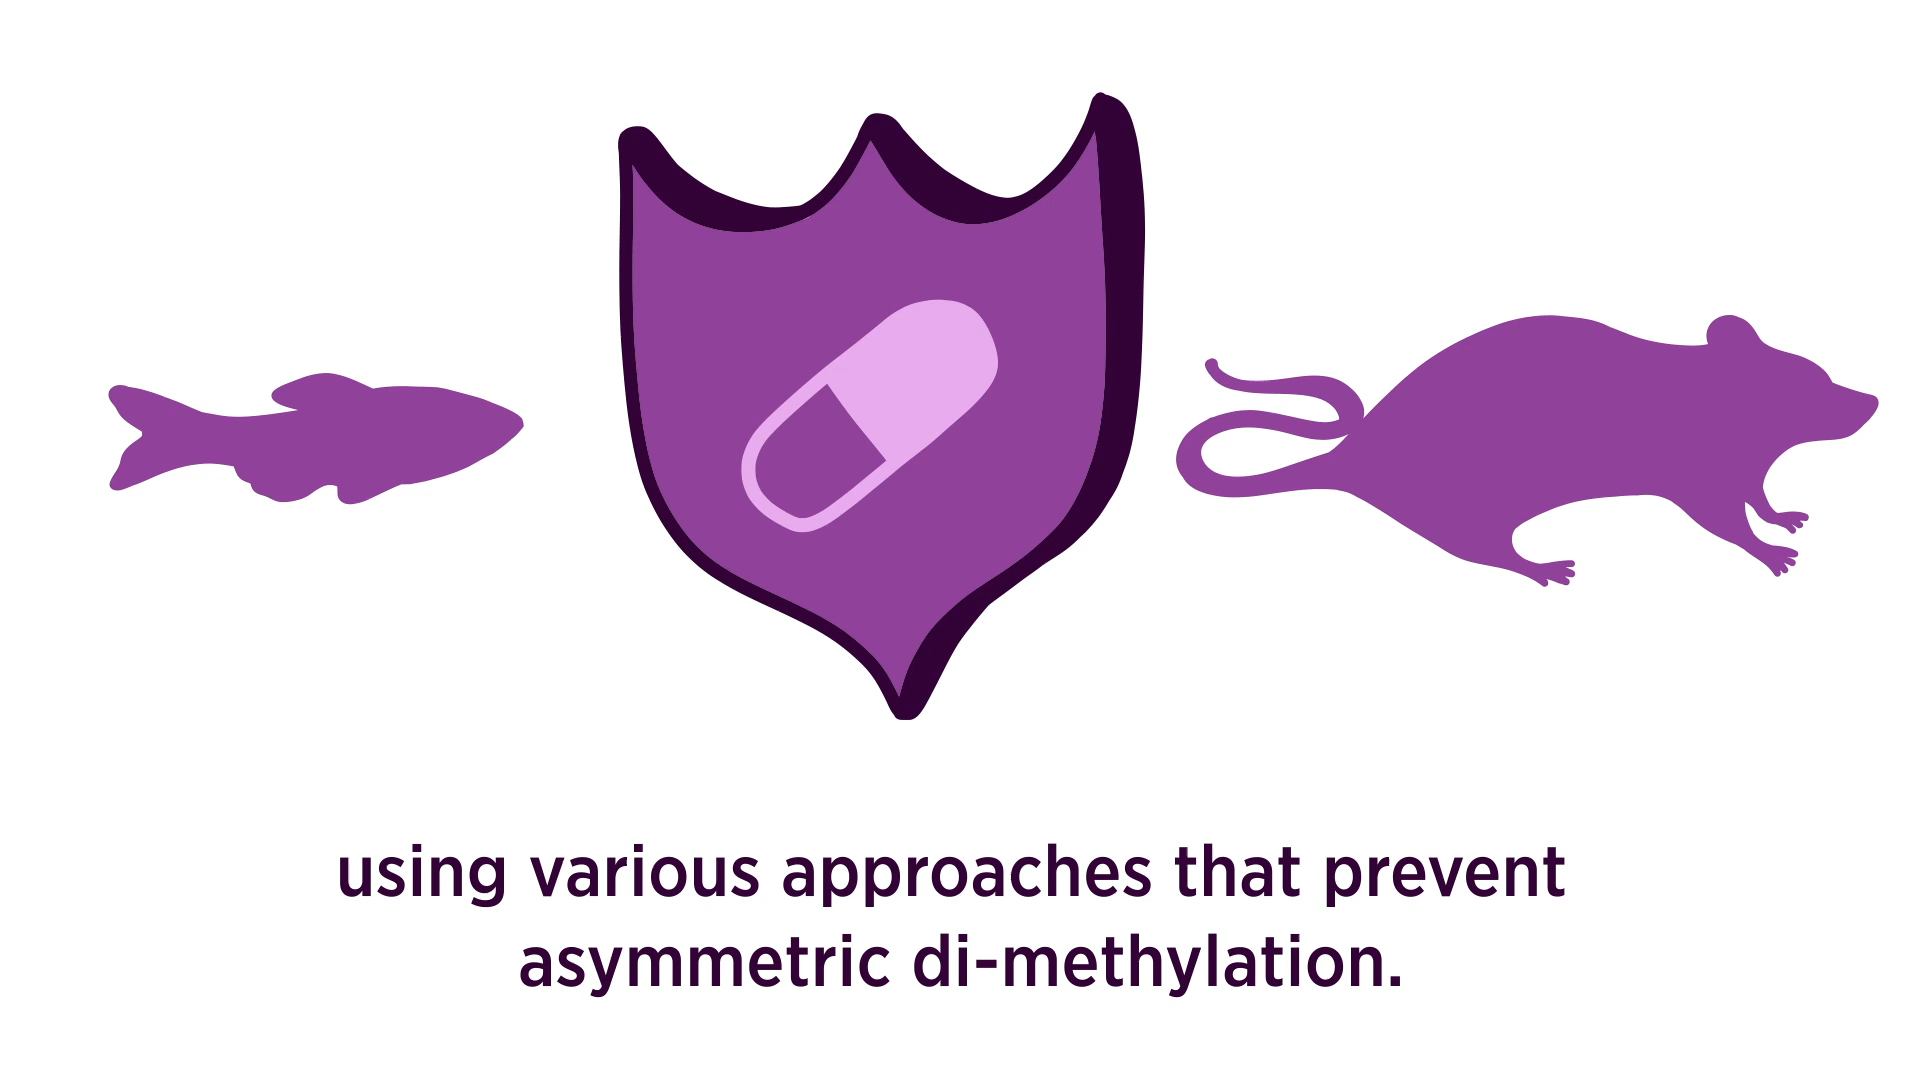 using various approaches that prevent
asymmetric di-methylation.